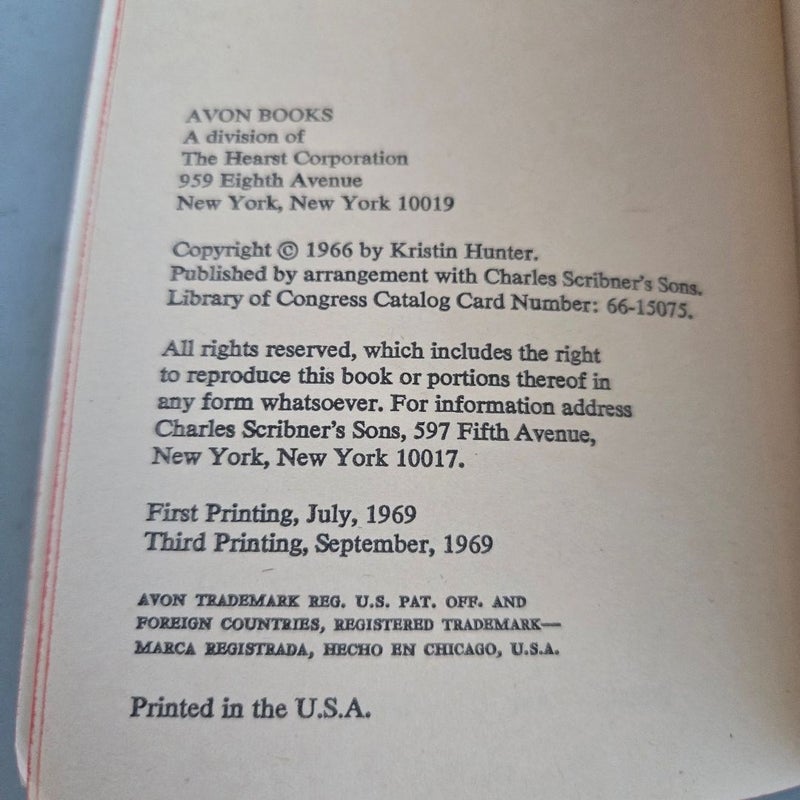 AVON BOOKS
A division of
The Hearst Corporation
959 Eighth Avenue
New York, New York 10019
Copyright © 1966 by Kristin Hunter.
Published by arrangement with Charles Scribner's Sons.
Library of Congress Catalog Card Number: 66-15075.
All rights reserved, which includes the right
to reproduce this book or portions thereof in
any form whatsoever. For information address
Charles Scribner's Sons, 597 Fifth Avenue,
New York, New York 10017.
First Printing, July, 1969
Third Printing, September, 1969
AVON TRADEMARK REG. U.S. PAT. OFF. AND
FOREIGN COUNTRIES, REGISTERED TRADEMARK—
MARCA REGISTRADA, HECHO EN CHICAGO, U.S.A.
Printed in the U.S.A.